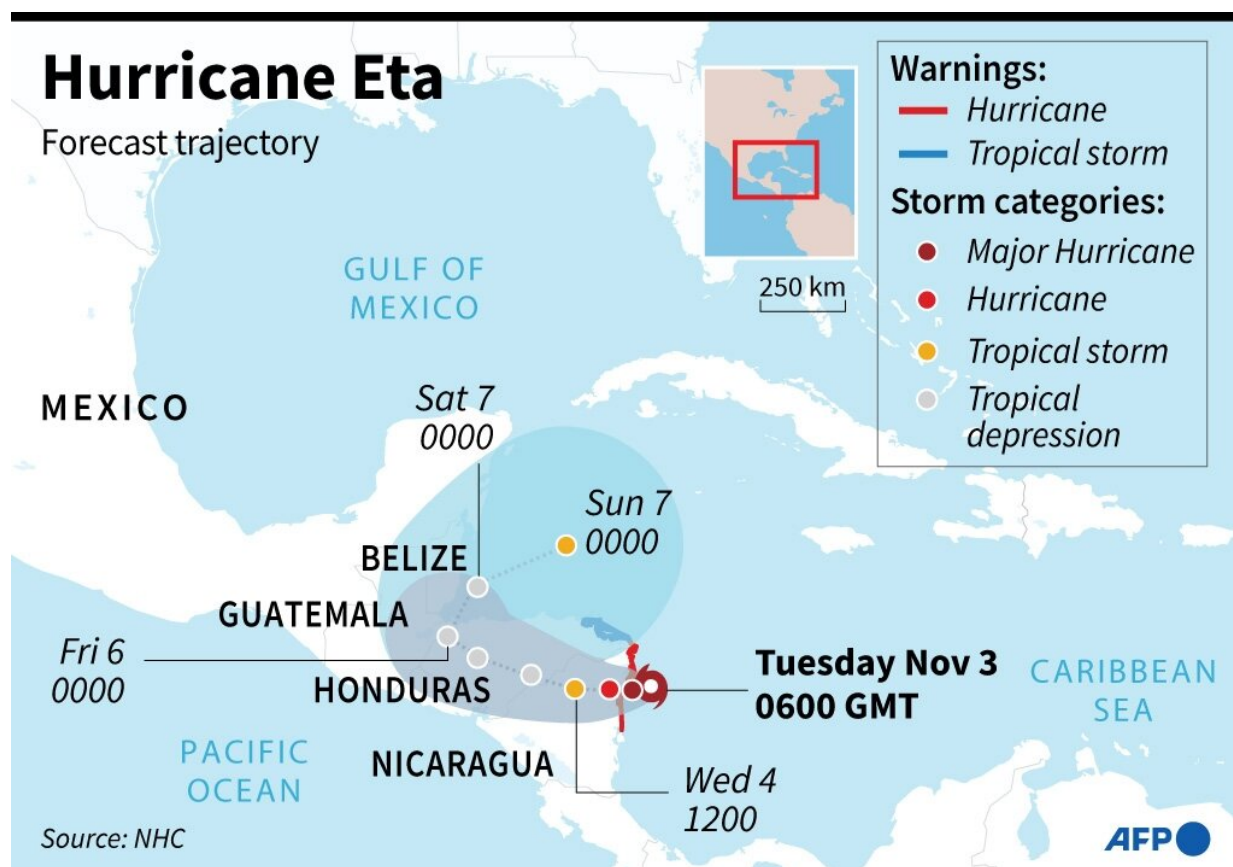 Hurricane Eta
Forecast trajectory
Warnings:
Hurricane
Tropical storm
Storm categories:
Major Hurricane
Hurricane
Tropical storm
Tropical
depression
250 km
GULF OF
MEXICO
MEXICO
Sat 7
0000
Sun 7
0000
BELIZE
GUATEMALA
Fri 6
0000
HONDURAS
Tuesday Nov 3
0600 GMT
CARIBBEAN
SEA
PACIFIC
OCEAN
NICARAGUA
Wed 4
1200
Source: NHC
AFP